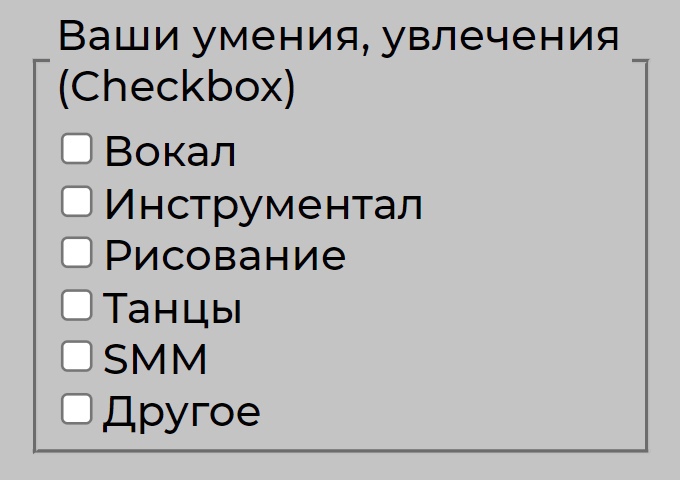 Ваши умения, увлечения
(Checkbox)
Вокал
Инструментал
Рисование
Танцы
SMM
Другое